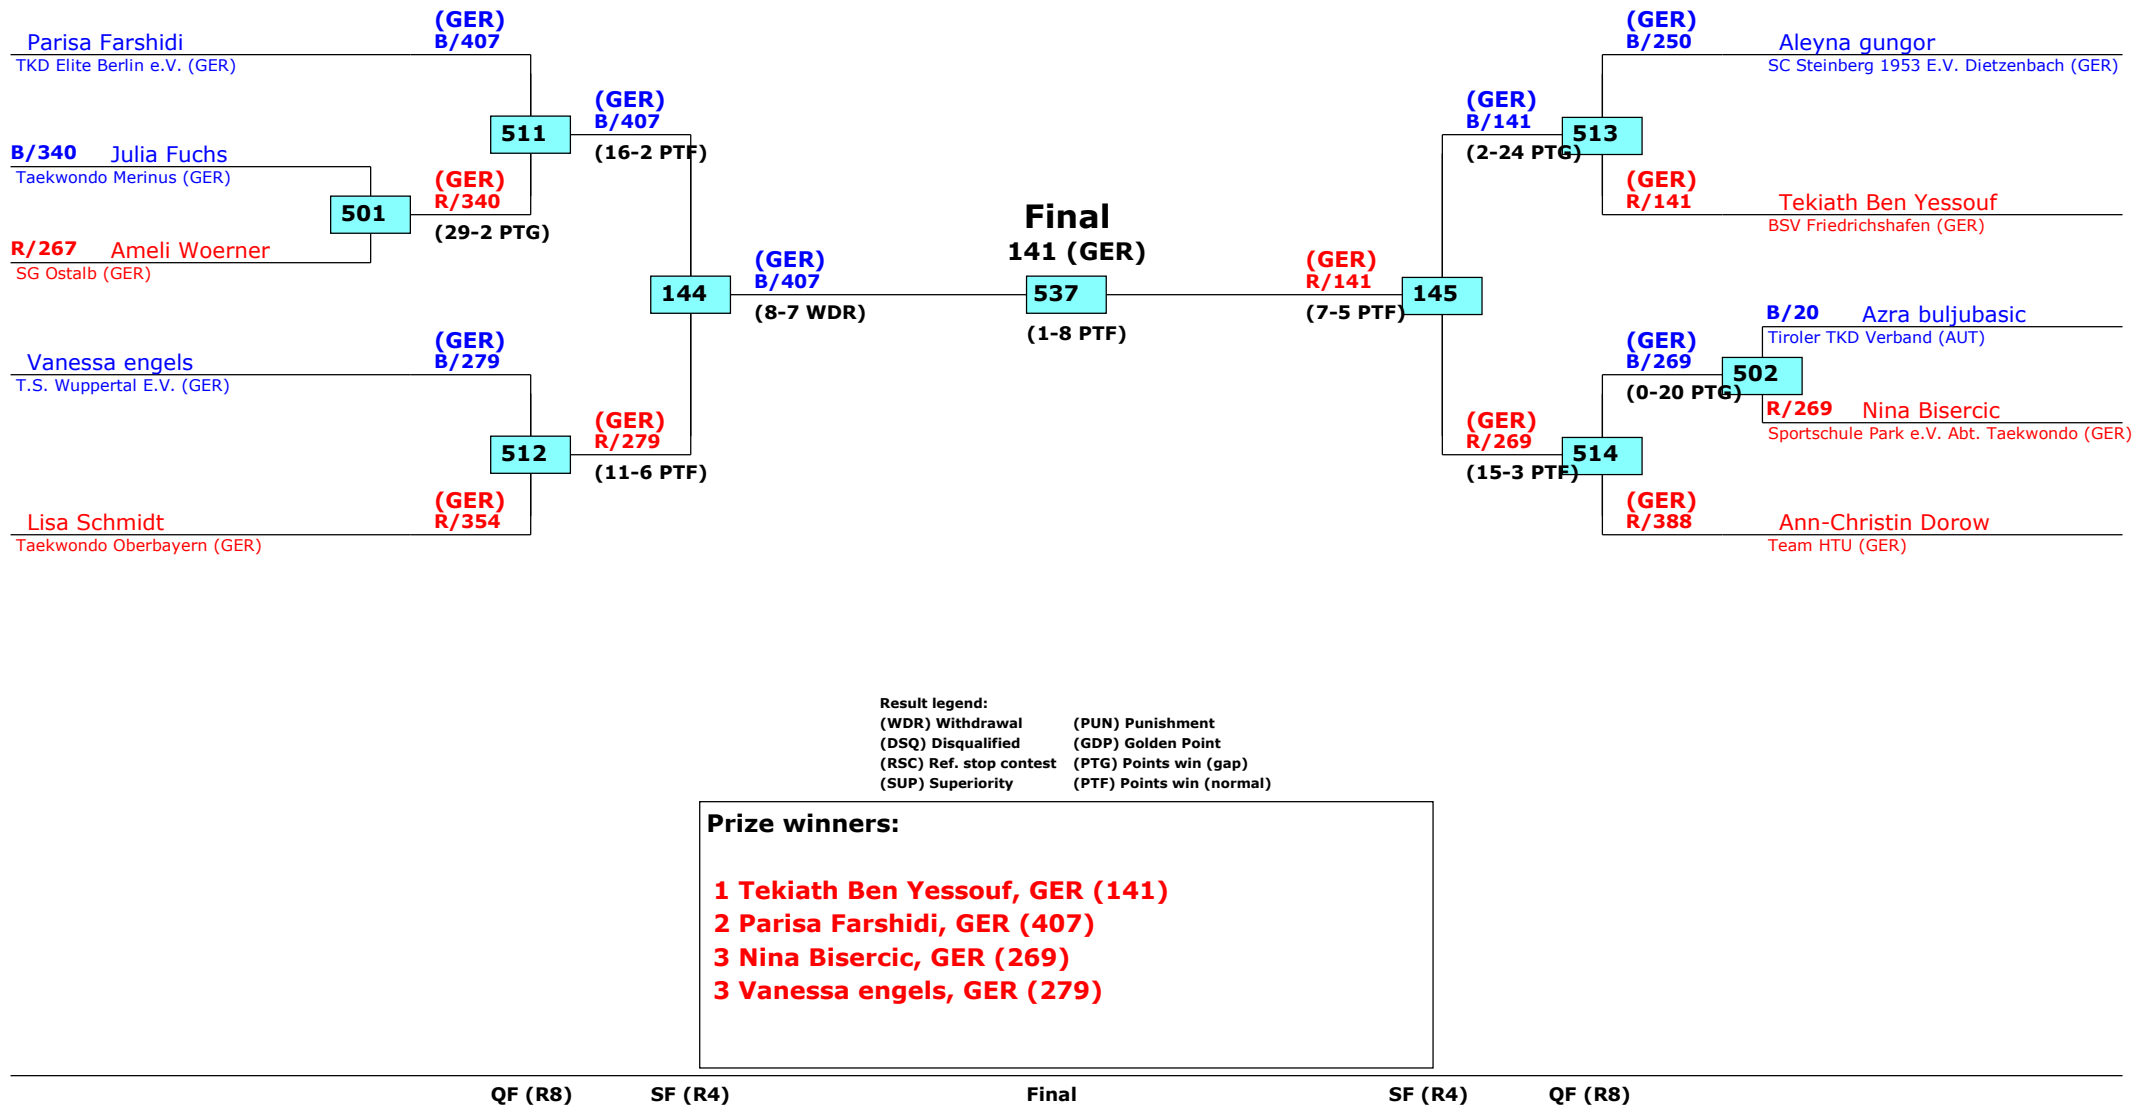 (GER)
B/407
Parisa Farshidi
TKD Elite Berlin e.V. (GER)
B/340 Julia Fuchs
Taekwondo Merinus (GER)
R/267 Ameli Woerner
SG Ostalb (GER)
501
(GER)
R/340
(29-2 PTG)
511
(GER)
B/407
(16-2 PTF)
Vanessa engels
T.S. Wuppertal E.V. (GER)
(GER)
B/279
Lisa Schmidt
Taekwondo Oberbayern (GER)
(GER)
R/354
512
(GER)
R/279
(11-6 PTF)
144
(GER)
B/407
(8-7 WDR)
Final
141 (GER)
537
(1-8 PTF)
(GER)
R/141
(7-5 PTF)
145
(GER)
B/141
(2-24 PTG)
513
(GER)
B/250
Aleyna gungor
SC Steinberg 1953 E.V. Dietzenbach (GER)
(GER)
R/141
Tekiath Ben Yessouf
BSV Friedrichshafen (GER)
B/20 Azra buljubasic
Tiroler TKD Verband (AUT)
502
(GER)
B/269
(0-20 PTG)
R/269 Nina Bisercic
Sportschule Park e.V. Abt. Taekwondo (GER)
(GER)
R/269
(15-3 PTF)
514
(GER)
R/388
Ann-Christin Dorow
Team HTU (GER)
Result legend:
(WDR) Withdrawal (PUN) Punishment
(DSQ) Disqualified (GDP) Golden Point
(RSC) Ref. stop contest (PTG) Points win (gap)
(SUP) Superiority (PTF) Points win (normal)
Prize winners:
1 Tekiath Ben Yessouf, GER (141)
2 Parisa Farshidi, GER (407)
3 Nina Bisercic, GER (269)
3 Vanessa engels, GER (279)
QF (R8) SF (R4) Final SF (R4) QF (R8)